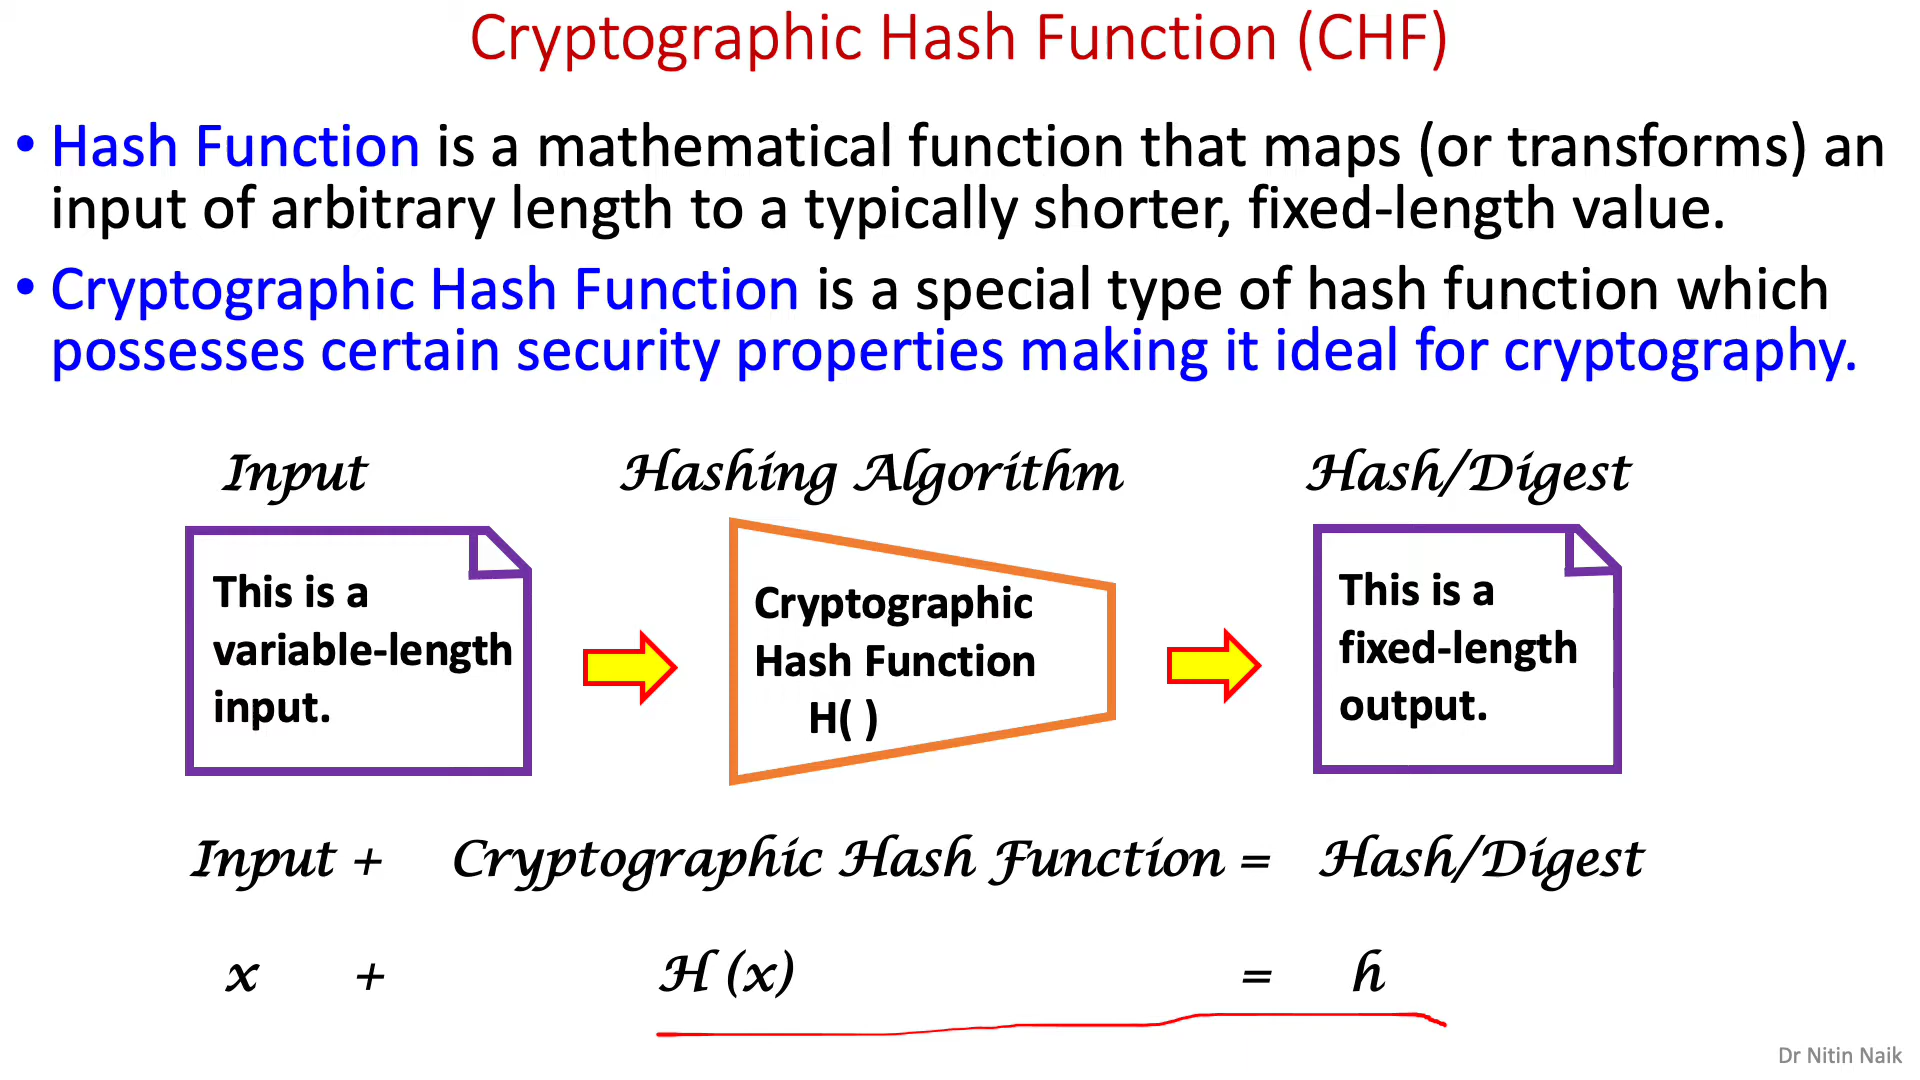 Cryptographic Hash Function (CHF)
• Hash Function is a mathematical function that maps (or transforms) an
input of arbitrary length to a typically shorter, fixed-length value.
• Cryptographic Hash Function is a special type of hash function which
possesses certain security properties making it ideal for cryptography.
Input Hashing Algorithm Hash/Digest
This is a
variable-length
input.
Cryptographic
Hash Function
H( )
This is a
fixed-length
output.
Input + Cryptographic Hash Function = Hash/Digest
x + H (x) = h
Dr Nitin Naik